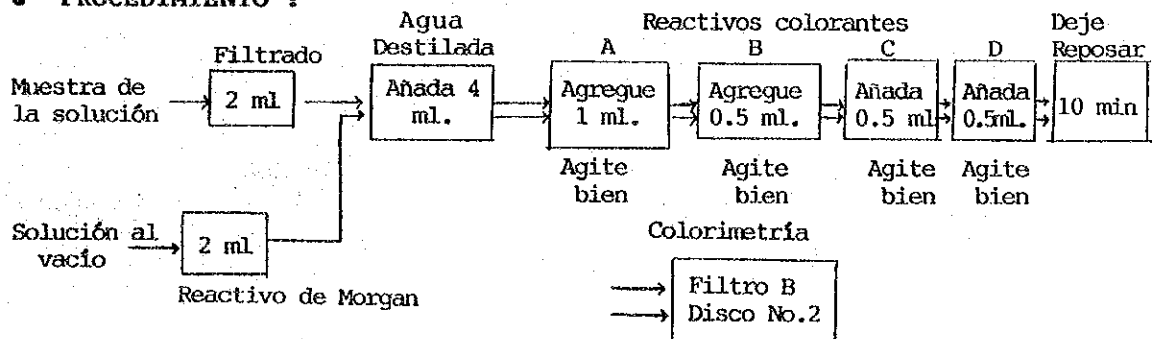 PROCEDIMIENTO :
Agua
Destilada
Reactivos colorantes
A B C D
Deje
Reposar
Filtrado
Muestra de
la solución
2 ml
Añada 4
ml.
Agregue
1 ml.
Agregue
0.5 ml.
Añada
0.5 ml
Añada
0.5ml.
10 min
Agite
bien
Agite
bien
Agite
bien
Agite
bien
Solución al
vacío
2 ml
Reactivo de Morgan
Colorimetría
Filtro B
Disco No.2